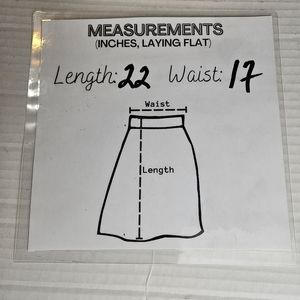 MEASUREMENTS
(INCHES, LAYING FLAT)
Length: 22 Waist: 17
Waist
Length